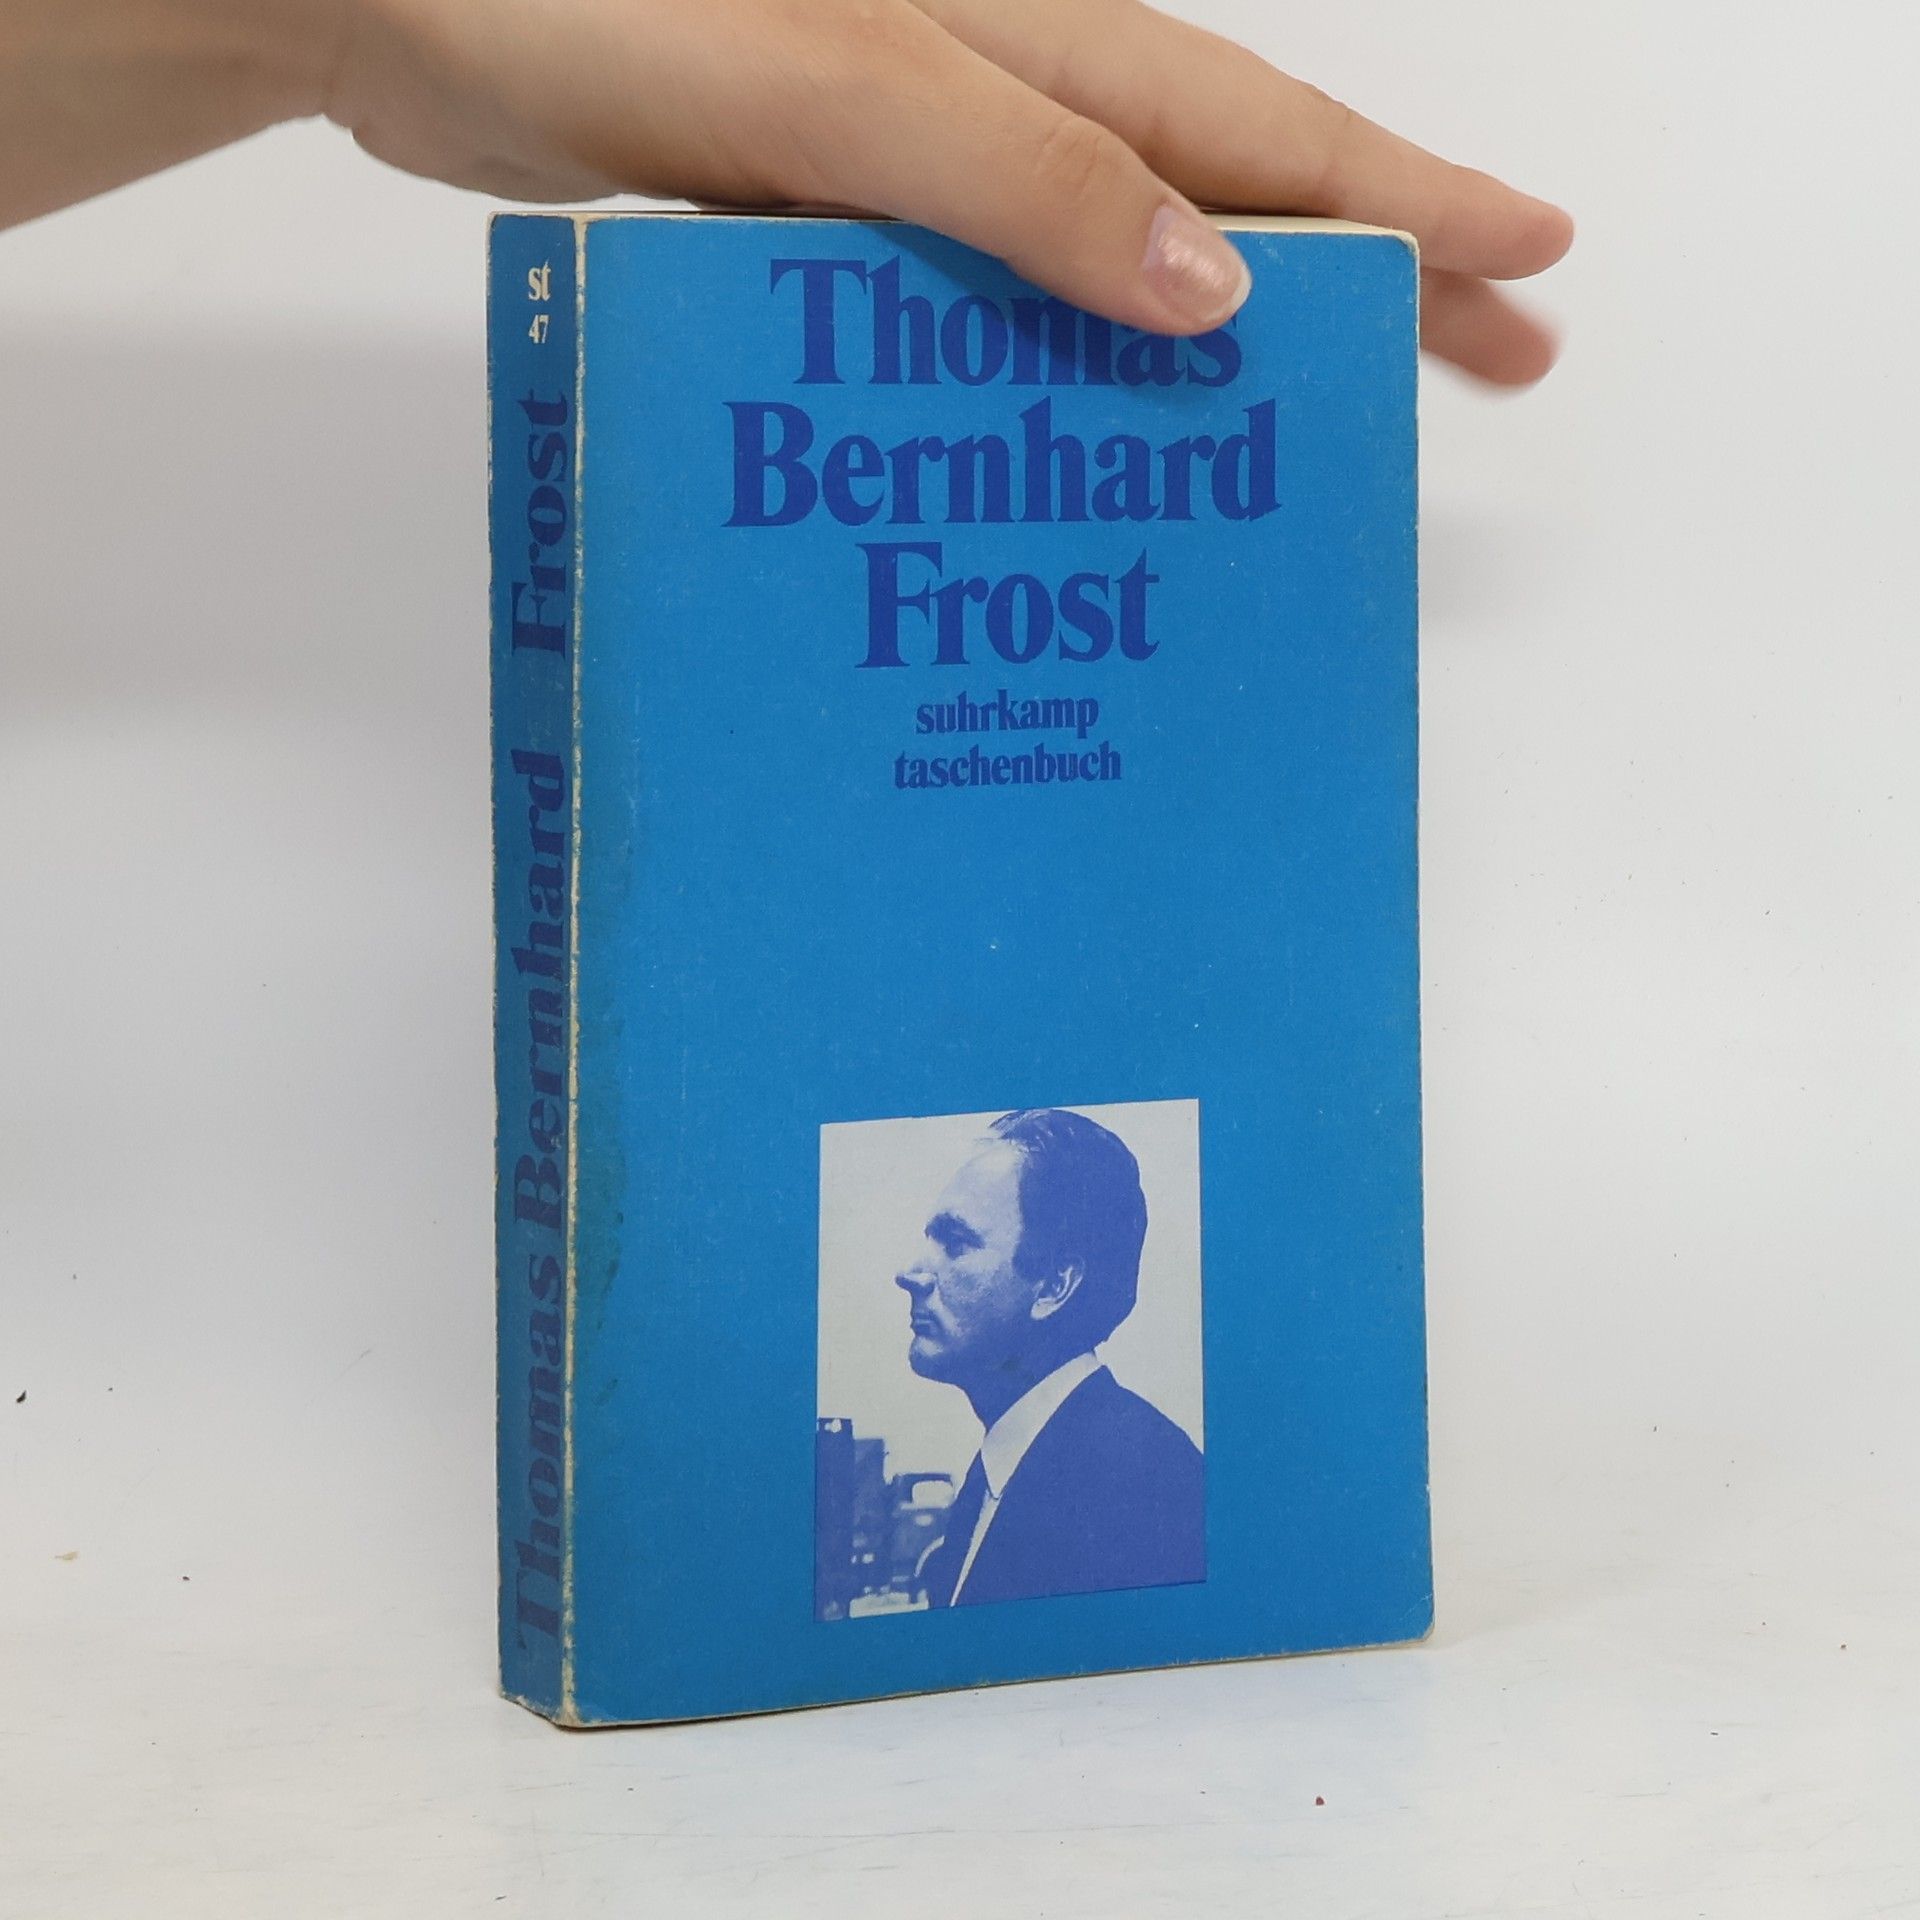 st
47
Thomas Bernhard Frost
Thomas
Bernhard
Frost
suhrkamp
taschenbuch